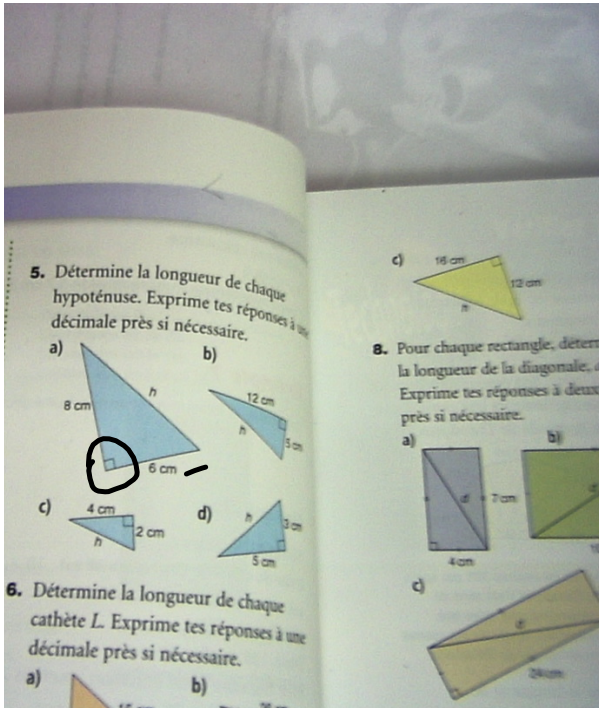 5. Détermine la longueur de chaque
hypoténuse. Exprime tes réponses à
décimale près si nécessaire.
a)
b)
8 cm
h
6 cm
12 cm
h
5 cm
c)
4 cm
2 cm
h
d)
h
3 cm
5 cm
6. Détermine la longueur de chaque
cathète L. Exprime tes réponses à une
décimale près si nécessaire.
a)
b)
c)
16 cm
12 cm
h
8. Pour chaque rectangle,
la longueur de la diagonale,
Exprime tes réponses à deux
près si nécessaire.
a)
b)
d
7 cm
4 cm
d
c)
d
24 cm